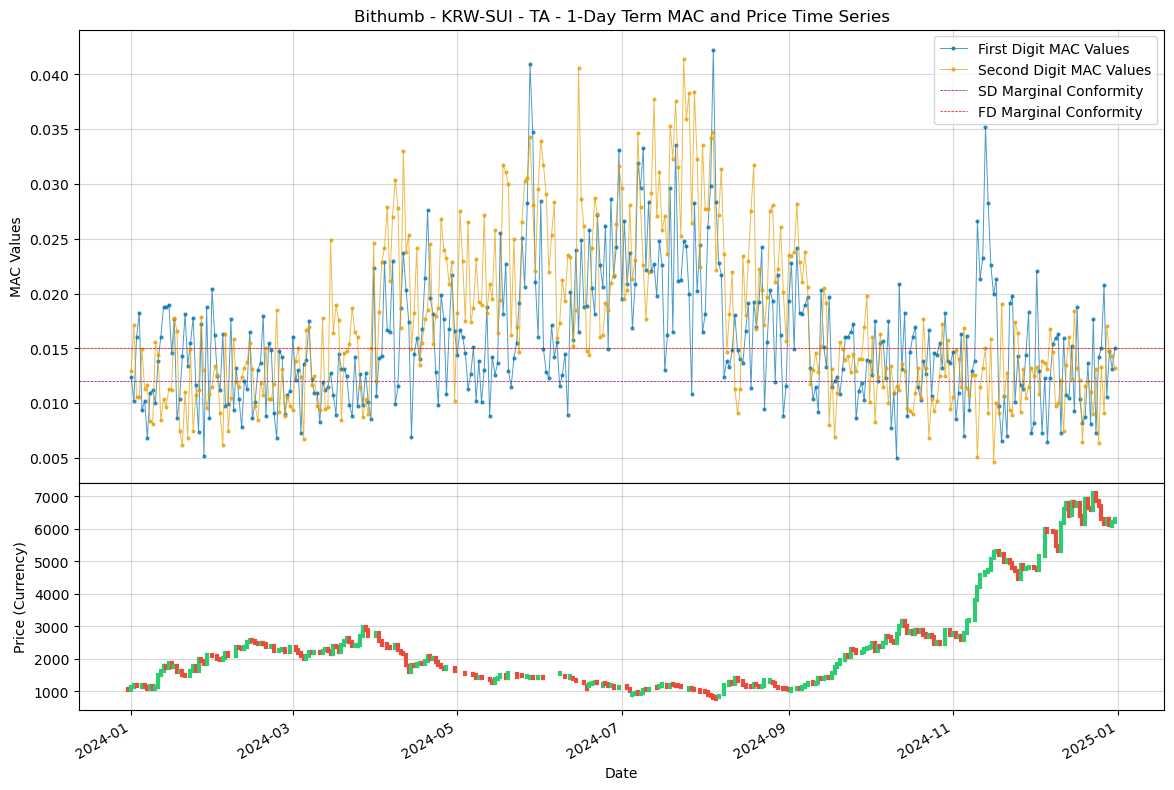 Bithumb - KRW-SUI - TA - 1-Day Term MAC and Price Time Series
First Digit MAC Values
Second Digit MAC Values
SD Marginal Conformity
FD Marginal Conformity
MAC Values
0.040
0.035
0.030
0.025
0.020
0.015
0.010
0.005
Price (Currency)
7000
6000
5000
4000
3000
2000
1000
2024-01
2024-03
2024-05
2024-07
2024-09
2024-11
2025-01
Date